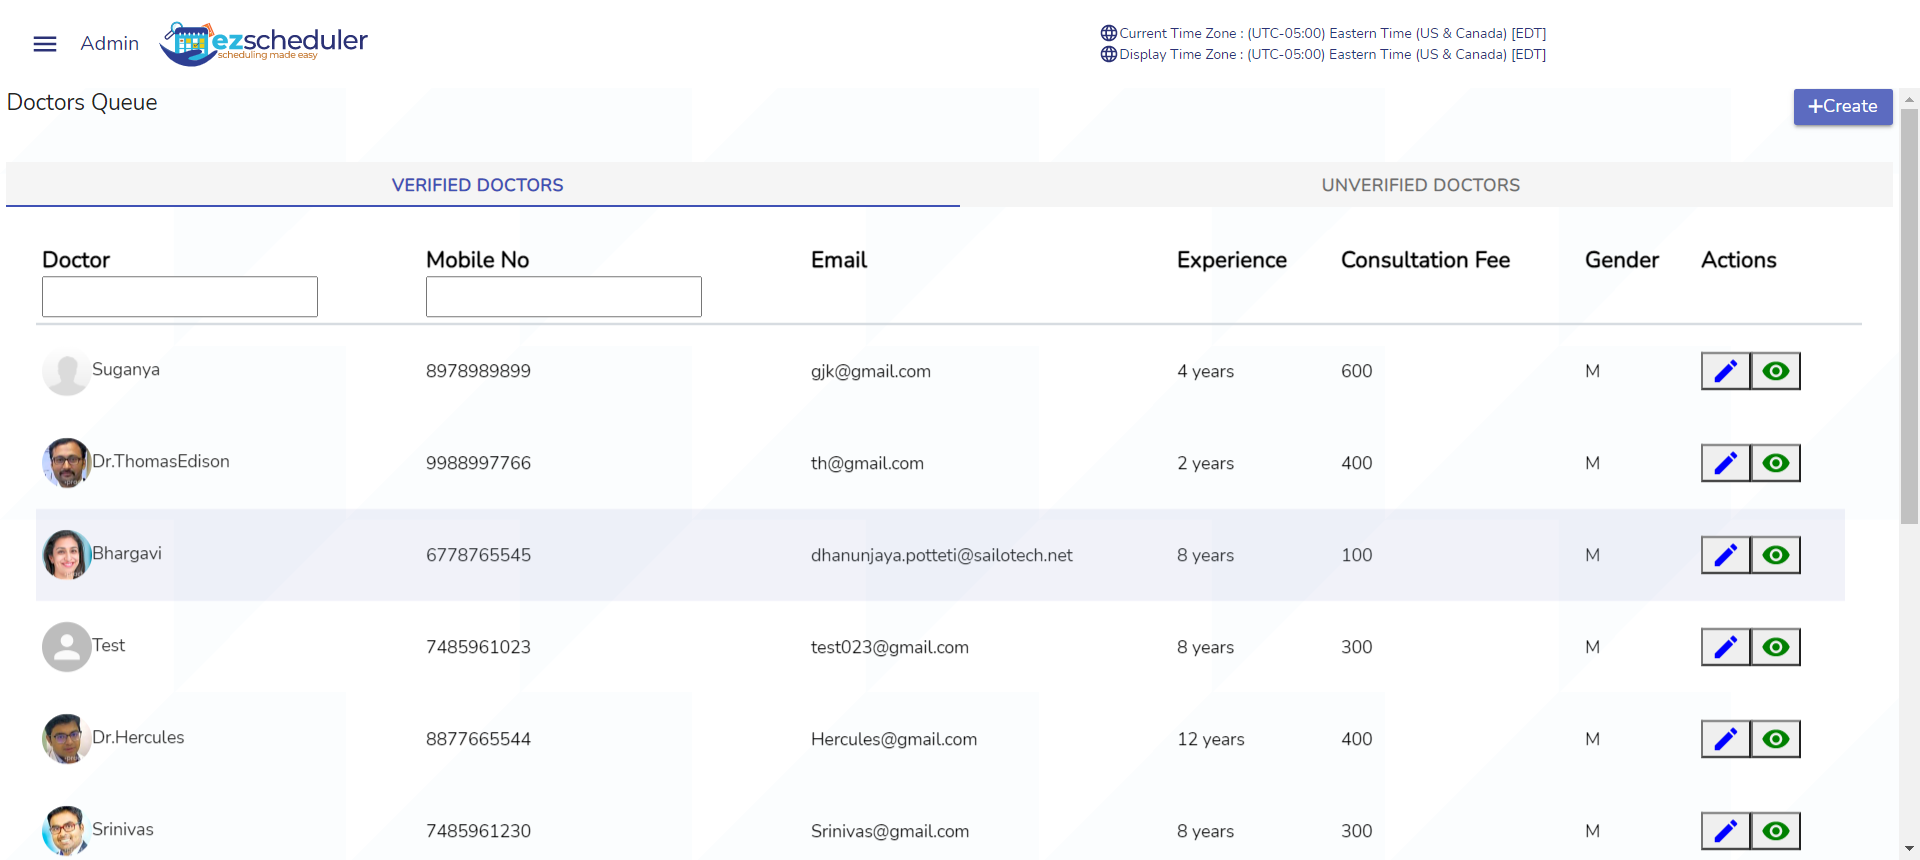 Admin
ezscheduler
scheduling made easy
Current Time Zone : (UTC-05:00) Eastern Time (US & Canada) [EDT]
Display Time Zone : (UTC-05:00) Eastern Time (US & Canada) [EDT]
Doctors Queue
+Create
VERIFIED DOCTORS UNVERIFIED DOCTORS
Doctor Mobile No Email Experience Consultation Fee Gender Actions
Suganya 8978989899 gjk@gmail.com 4 years 600 M
Dr.ThomasEdison 9988997766 th@gmail.com 2 years 400 M
Bhargavi 6778765545 dhanunjaya.potteti@sailotech.net 8 years 100 M
Test 7485961023 test023@gmail.com 8 years 300 M
Dr.Hercules 8877665544 Hercules@gmail.com 12 years 400 M
Srinivas 7485961230 Srinivas@gmail.com 8 years 300 M